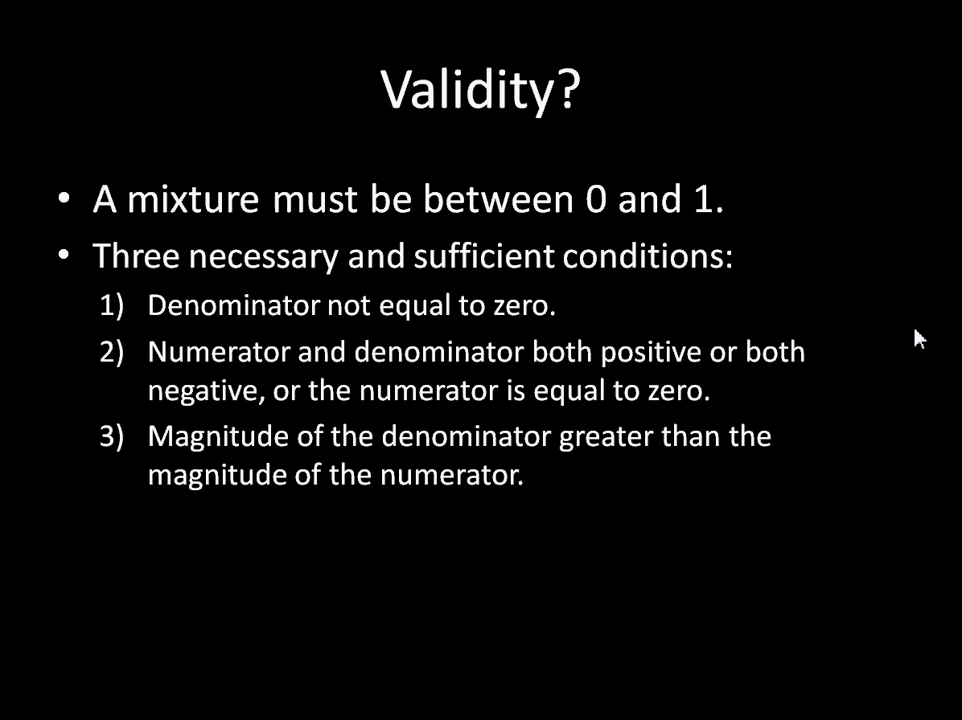 Validity?
• A mixture must be between 0 and 1.
• Three necessary and sufficient conditions:
1) Denominator not equal to zero.
2) Numerator and denominator both positive or both
negative, or the numerator is equal to zero.
3) Magnitude of the denominator greater than the
magnitude of the numerator.